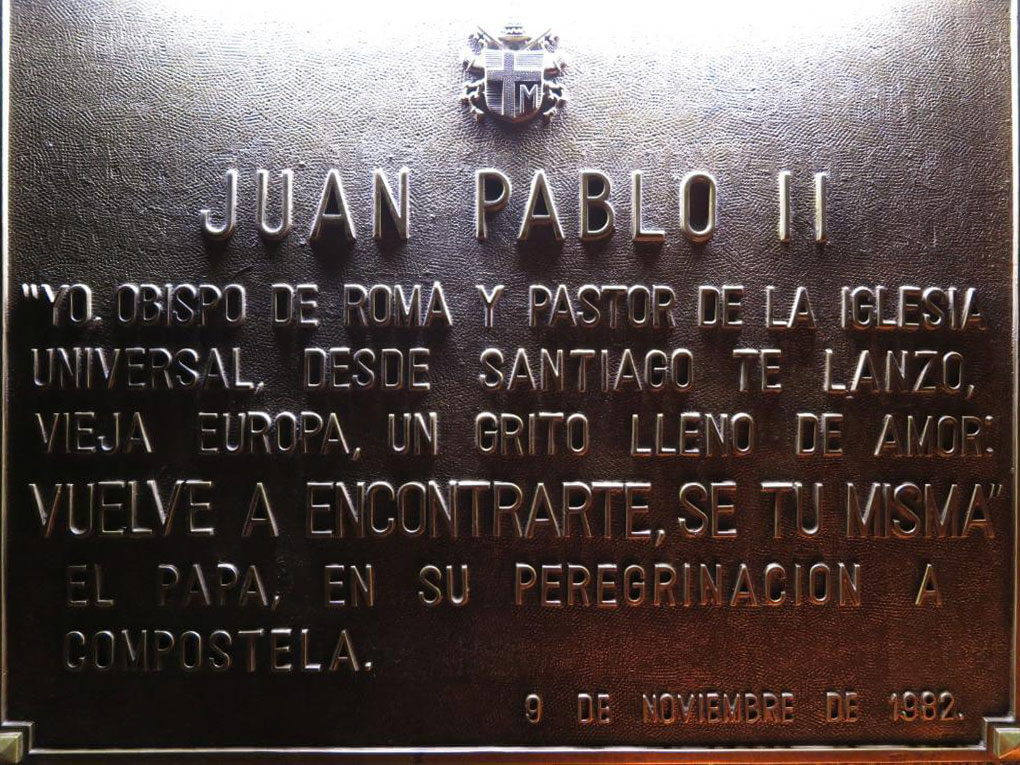 M
JUAN PABLO II
"YO. OBISPO DE ROMA Y PASTOR DE LA IGLESIA
UNIVERSAL, DESDE SANTIAGO TE LANZO,
VIEJA EUROPA, UN GRITO LLENO DE AMOR:
VUELVE A ENCONTRARTE, SE TU MISMA"
EL PAPA, EN SU PEREGRINACION A
COMPOSTELA.
9 DE NOVIEMBRE DE 1982.